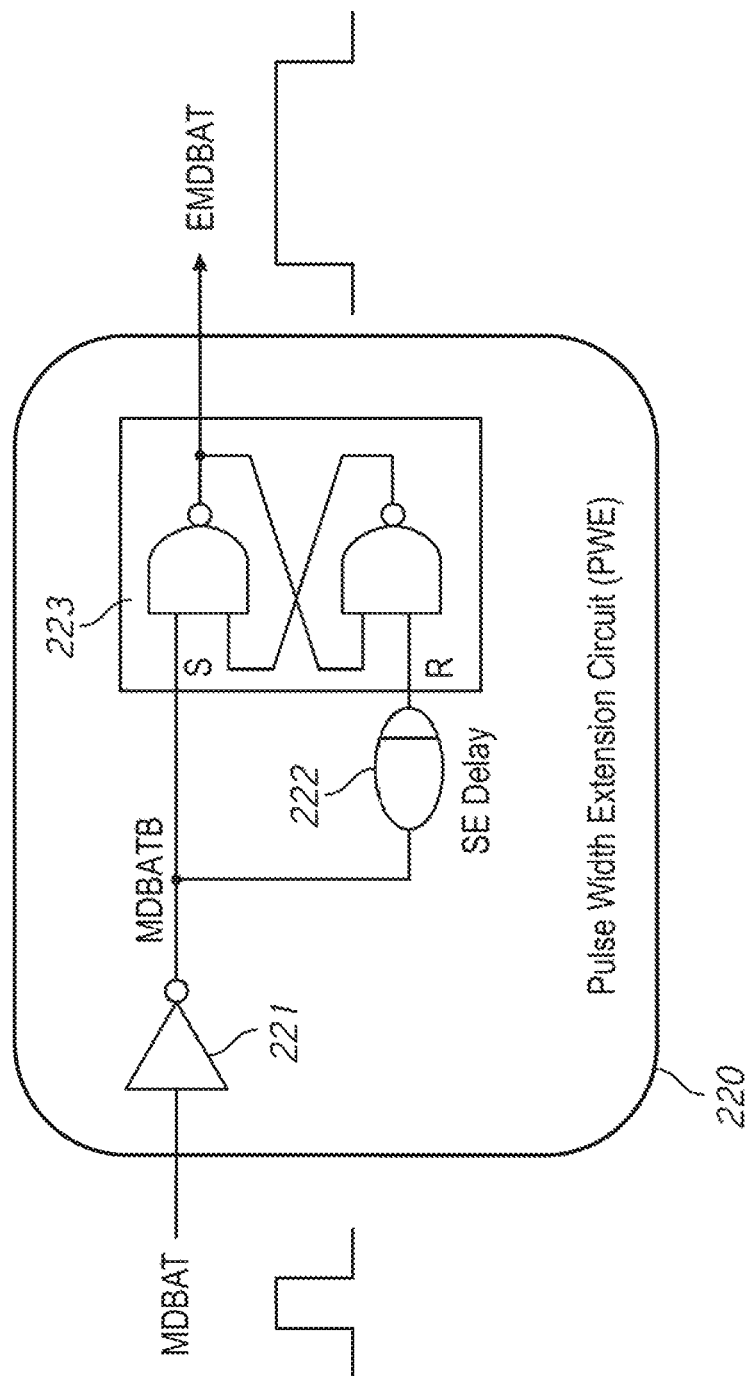 MDBAT
221
MDBATB
222
SE Delay
223
S
R
EMDBAT
Pulse Width Extension Circuit (PWE)
220